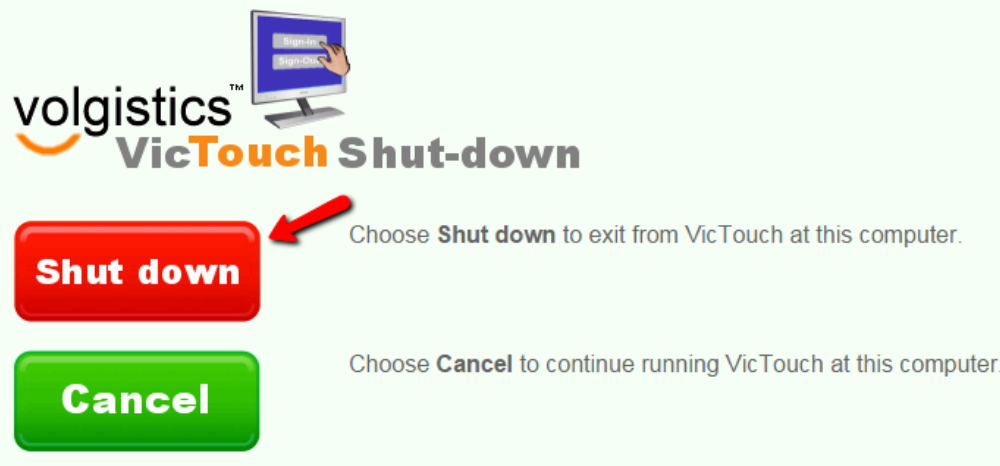 Sign-In
Sign-Out
volgistics™
VicTouch Shut-down
Shut down
Choose Shut down to exit from VicTouch at this computer.
Cancel
Choose Cancel to continue running VicTouch at this computer.